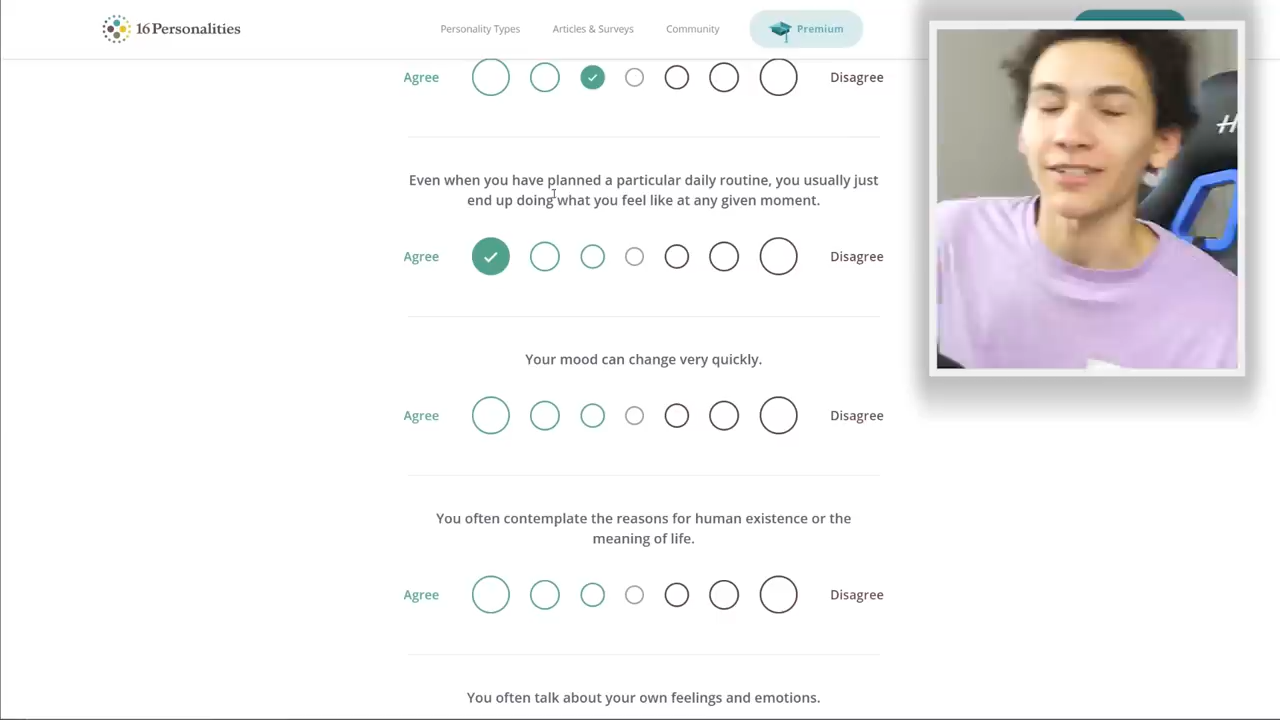 16Personalities
Personality Types
Articles & Surveys
Community
Premium
Agree
Disagree
Even when you have planned a particular daily routine, you usually just
end up doing what you feel like at any given moment.
Agree
Disagree
Your mood can change very quickly.
Agree
Disagree
You often contemplate the reasons for human existence or the
meaning of life.
Agree
Disagree
You often talk about your own feelings and emotions.